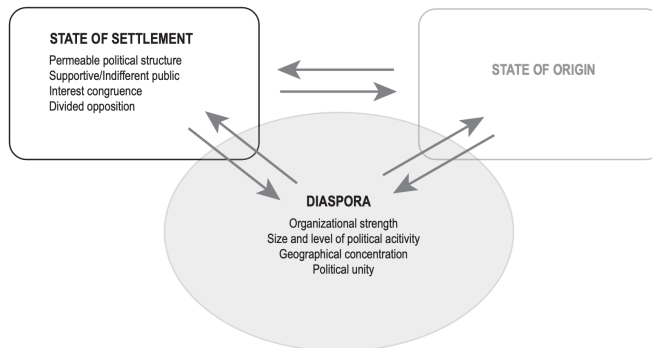 STATE OF SETTLEMENT
Permeable political structure
Supportive/Indifferent public
Interest congruence
Divided opposition
STATE OF ORIGIN
DIASPORA
Organizational strength
Size and level of political acitivity
Geographical concentration
Political unity